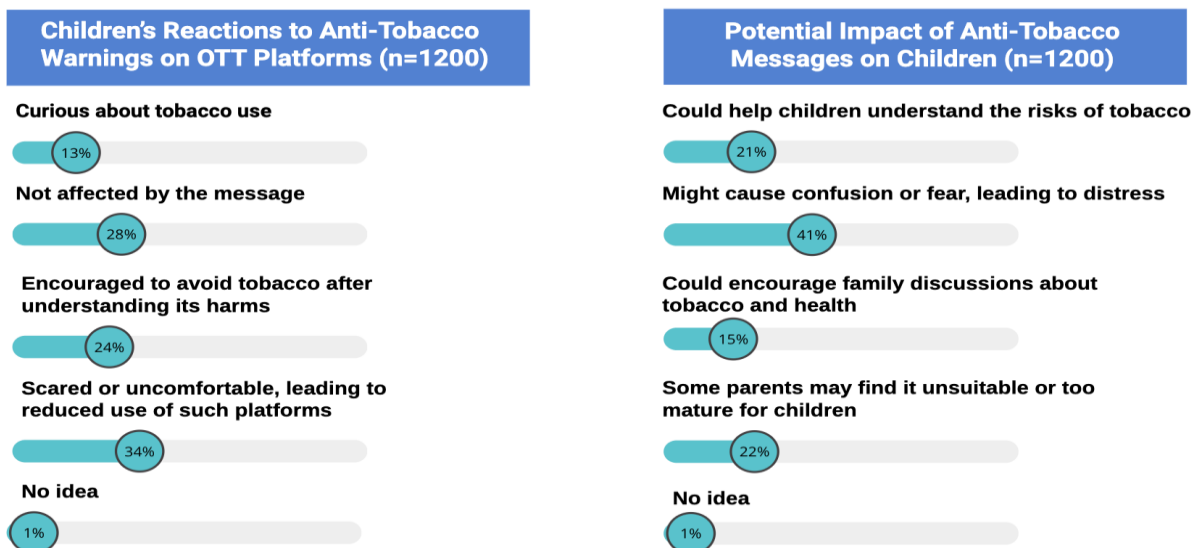 Children's Reactions to Anti-Tobacco
Warnings on OTT Platforms (n=1200)
Curious about tobacco use
13%
Not affected by the message
28%
Encouraged to avoid tobacco after
understanding its harms
24%
Scared or uncomfortable, leading to
reduced use of such platforms
34%
No idea
1%
Potential Impact of Anti-Tobacco
Messages on Children (n=1200)
Could help children understand the risks of tobacco
21%
Might cause confusion or fear, leading to distress
41%
Could encourage family discussions about
tobacco and health
15%
Some parents may find it unsuitable or too
mature for children
22%
No idea
1%